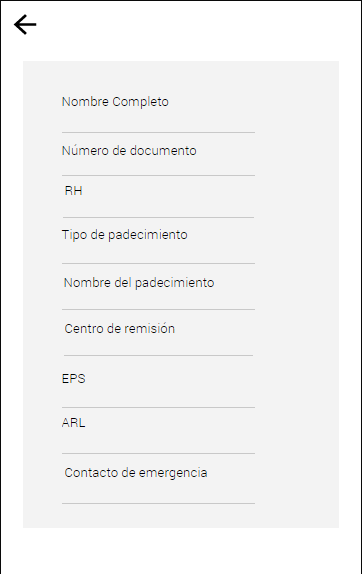 Nombre Completo
Número de documento
RH
Tipo de padecimiento
Nombre del padecimiento
Centro de remisión
EPS
ARL
Contacto de emergencia